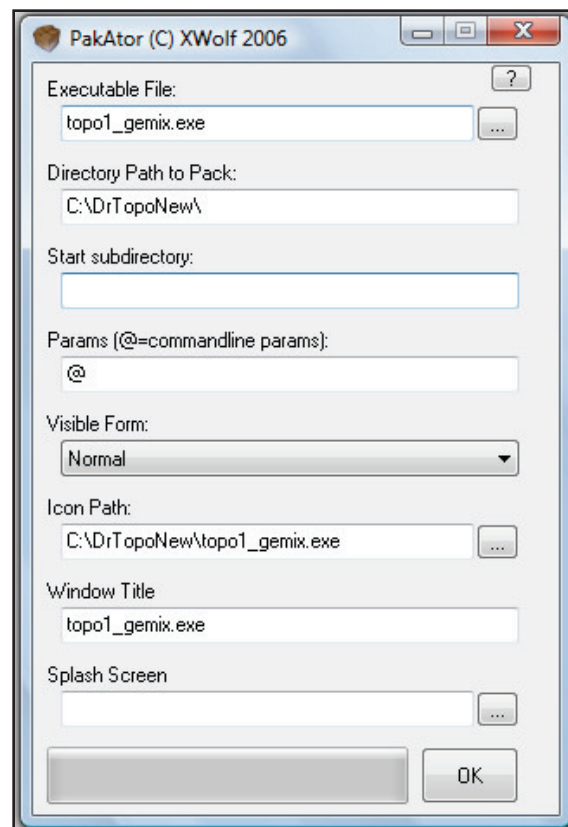 PakAtor (C) XWolf 2006
?
Executable File:
topo1_gemix.exe
...
Directory Path to Pack:
C:\DrTopoNew\
Start subdirectory:
Params (@=commandline params):
@
Visible Form:
Normal
Icon Path:
C:\DrTopoNew\topo1_gemix.exe
...
Window Title
topo1_gemix.exe
Splash Screen
...
OK